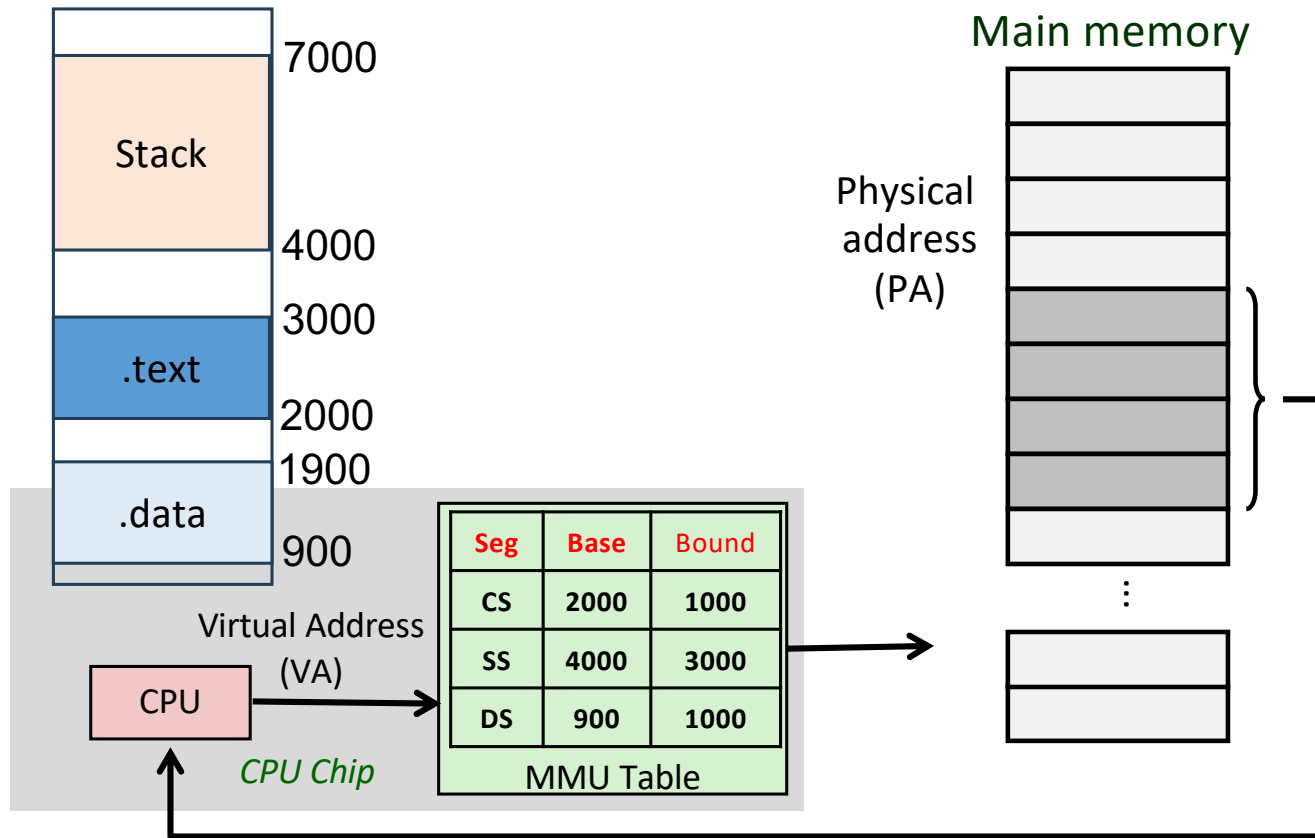 7000
Stack
4000
3000
.text
2000
1900
.data
900
Main memory
Physical
address
(PA)
...
Virtual Address
(VA)
CPU
CPU Chip
Seg Base Bound
CS 2000 1000
SS 4000 3000
DS 900 1000
MMU Table